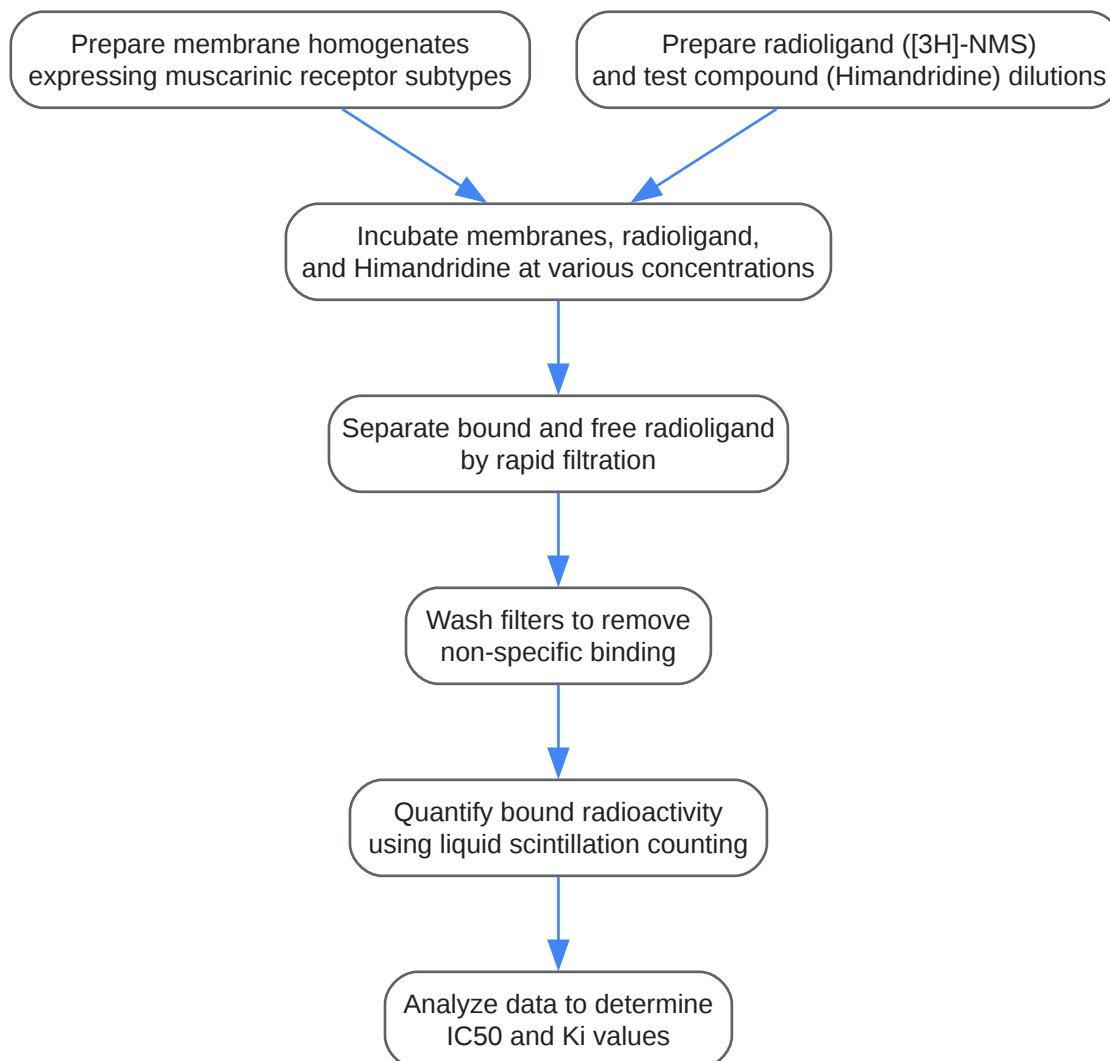 Prepare membrane homogenates
expressing muscarinic receptor subtypes
Prepare radioligand ([3H]-NMS)
and test compound (Himandridine) dilutions
Incubate membranes, radioligand,
and Himandridine at various concentrations
Separate bound and free radioligand
by rapid filtration
Wash filters to remove
non-specific binding
Quantify bound radioactivity
using liquid scintillation counting
Analyze data to determine
IC50 and Ki values